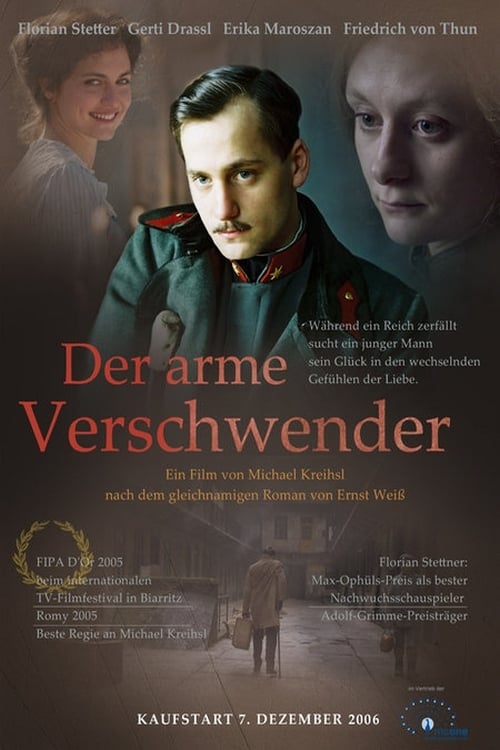 Florian Stetter Gerti Drassl Erika Maroszan Friedrich von Thun
Während ein Reich zerfällt
sucht ein junger Mann
sein Glück in den wechselnden
Gefühlen der Liebe.
Der arme
Verschwender
Ein Film von Michael Kreihsl
nach dem gleichnamigen Roman von Ernst Weiß
FIPA D'Or 2005
beim internationalen
TV-Filmfestival in Biarritz
Romy 2005
Beste Regie an Michael Kreihsl
Florian Stettner:
Max-Ophüls-Preis als bester
Nachwuchsschauspieler
Adolf-Grimme-Preisträger
im Vertrieb der
KAUFSTART 7. DEZEMBER 2006